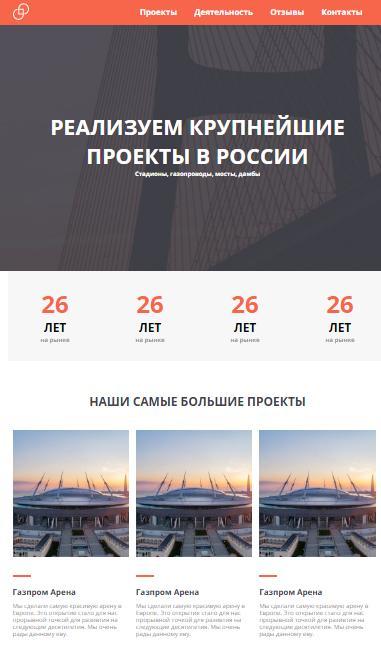 Проекты Деятельность Отзывы Контакты
РЕАЛИЗУЕМ КРУПНЕЙШИЕ
ПРОЕКТЫ В РОССИИ
Стадионы, газопроводы, мосты, дамбы
26 26 26 26
ЛЕТ ЛЕТ ЛЕТ ЛЕТ
на рынке на рынке на рынке на рынке
НАШИ САМЫЕ БОЛЬШИЕ ПРОЕКТЫ
Газпром Арена
Мы сделали самую красивую арену в
Европе. Это открытие стало для нас
прорывной точкой для развития на
следующие десятилетия. Мы очень
рады данному еву.
Газпром Арена
Мы сделали самую красивую арену в
Европе. Это открытие стало для нас
прорывной точкой для развития на
следующие десятилетия. Мы очень
рады данному еву.
Газпром Арена
Мы сделали самую красивую арену в
Европе. Это открытие стало для нас
прорывной точкой для развития на
следующие десятилетия. Мы очень
рады данному еву.